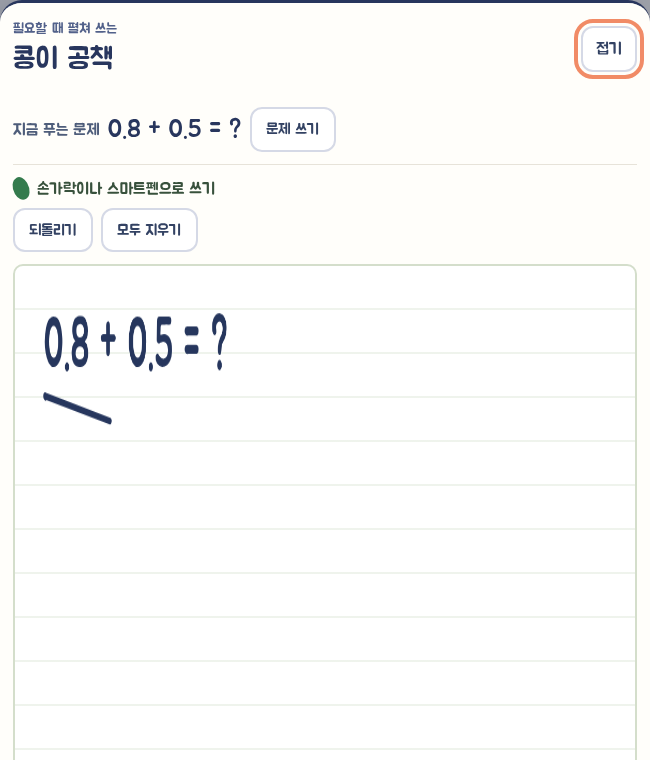 필요할 때 펼쳐 쓰는
콩이 공책
접기
지금 푸는 문제 0.8 + 0.5 = ? 문제 쓰기
손가락이나 스마트펜으로 쓰기
되돌리기 모두 지우기
0.8 + 0.5 = ?